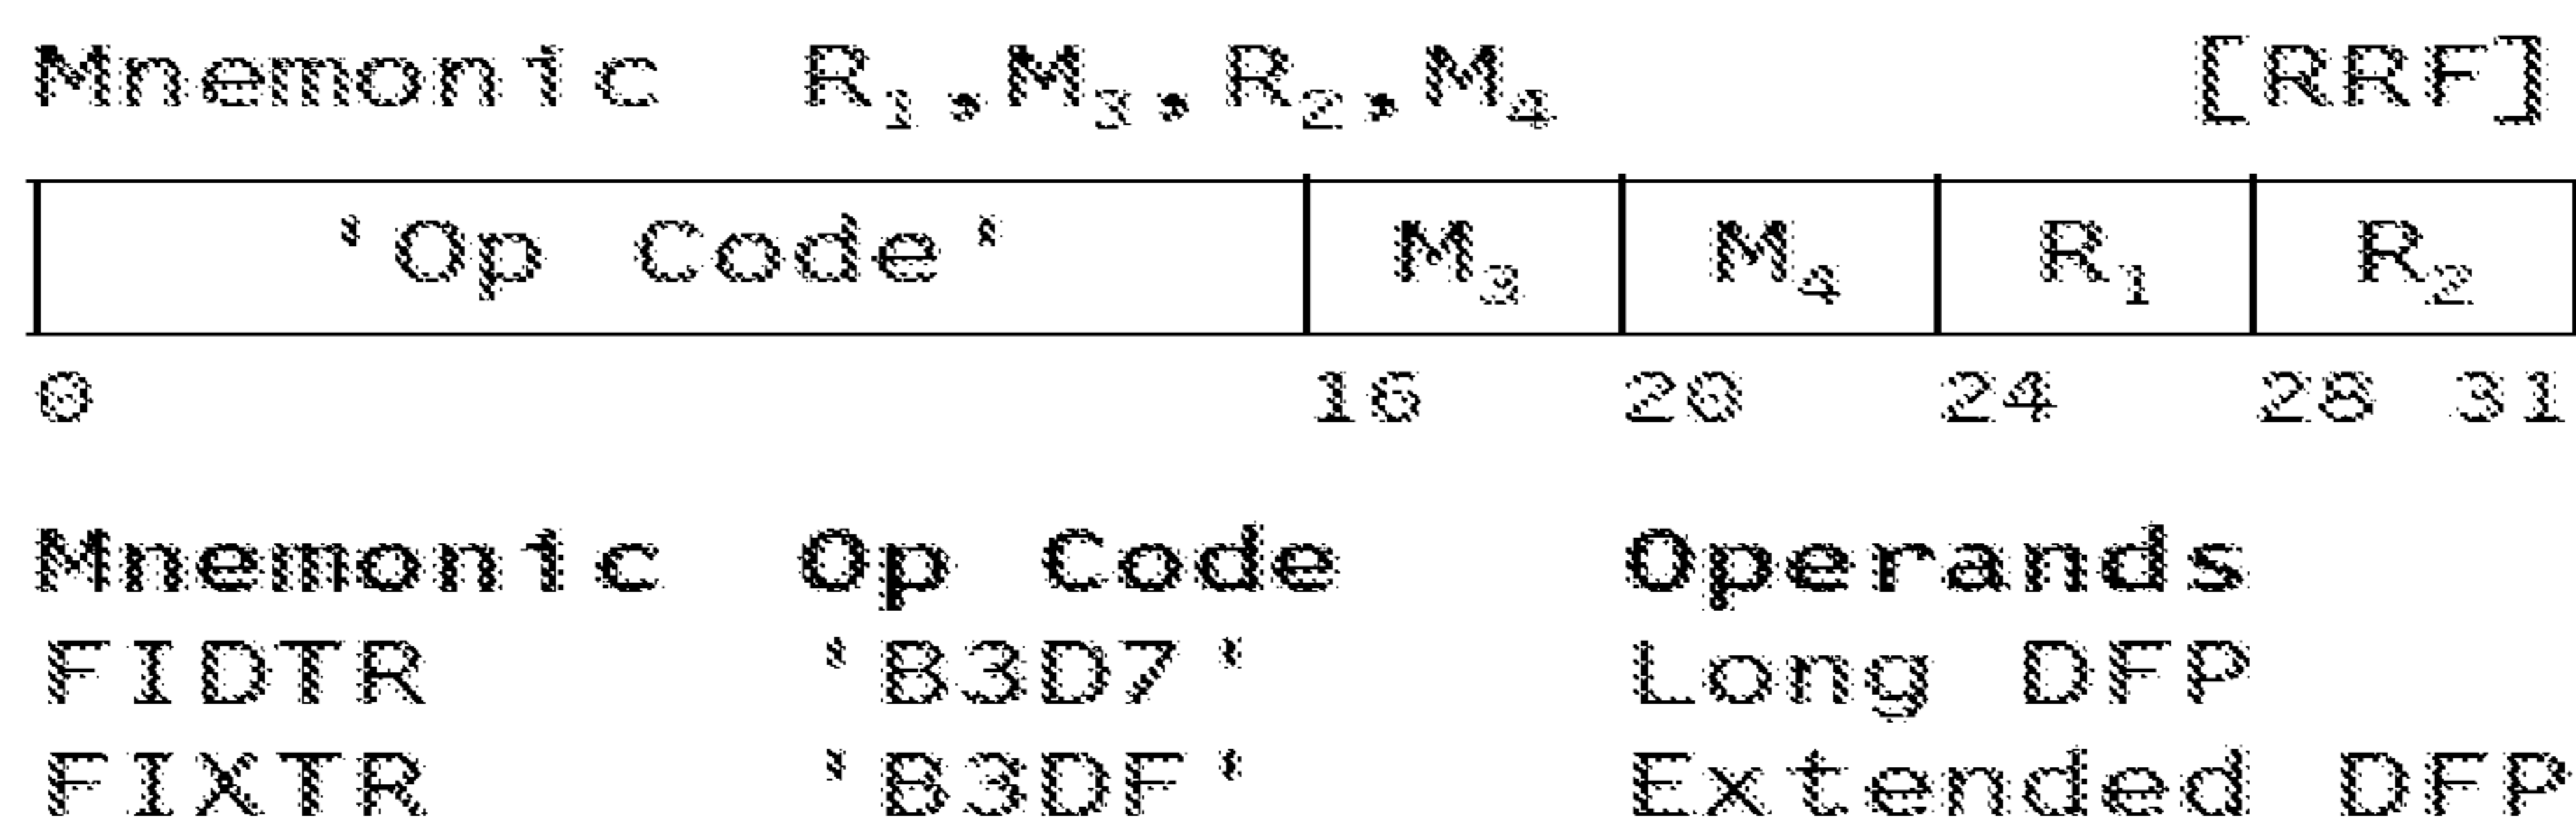 Mnemonic R₁,M₃,R₂,M₄ [RRF]
'Op Code' M₃ M₄ R₁ R₂
0 16 20 24 28 31
Mnemonic Op Code Operands
FIDTR 'B3D7' Long DFP
FIXTR 'B3DF' Extended DFP